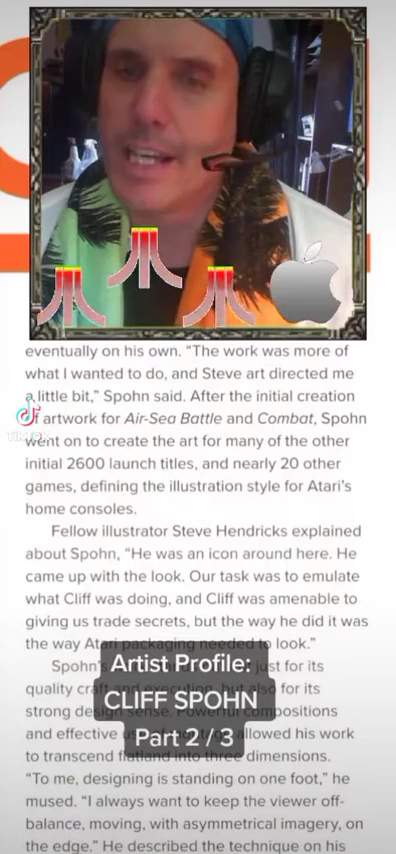 eventually on his own. “The work was more of
what I wanted to do, and Steve art directed me
a little bit,” Spohn said. After the initial creation
of artwork for Air-Sea Battle and Combat, Spohn
went on to create the art for many of the other
initial 2600 launch titles, and nearly 20 other
games, defining the illustration style for Atari’s
home consoles.
Fellow illustrator Steve Hendricks explained
about Spohn, “He was an icon around here. He
came up with the look. Our task was to emulate
what Cliff was doing, and Cliff was amenable to
giving us trade secrets, but the way he did it was
the way Atari packaging needed to look.”
Spohn’s just for its
quality craft and execution, but also for its
strong design sense. Powerful compositions
and effective allowed his work
to transcend flatland into three dimensions.
“To me, designing is standing on one foot,” he
mused. “I always want to keep the viewer off-
balance, moving, with asymmetrical imagery, on
the edge.” He described the technique on his
TikTok
Artist Profile:
CLIFF SPOHN
Part 2 / 3